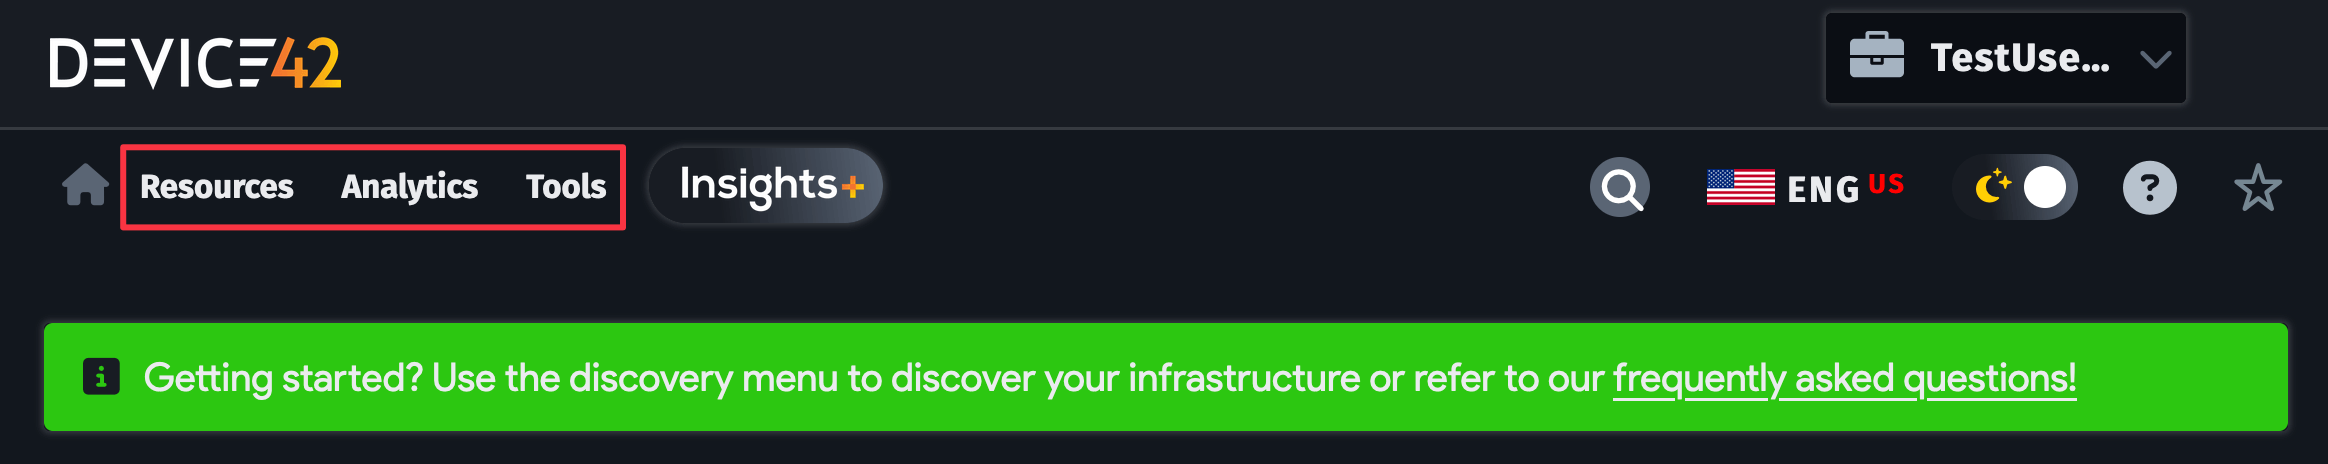 DEVICE42
TestUse...
Resources Analytics Tools Insights+ ENG US ?
Getting started? Use the discovery menu to discover your infrastructure or refer to our frequently asked questions!